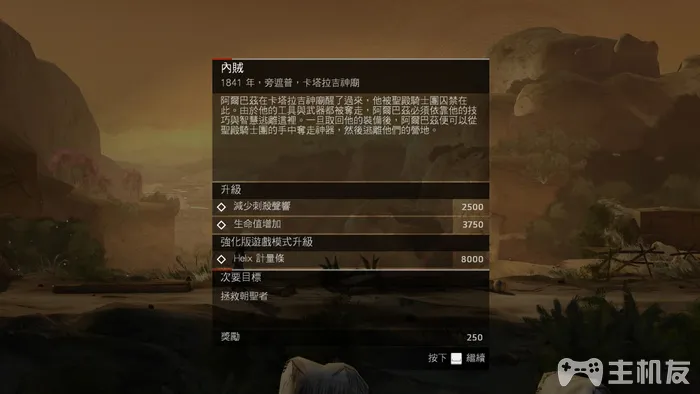 內賊
1841 年，旁遮普，卡塔拉吉神廟
阿爾巴茲在卡塔拉吉神廟醒了過來，他被聖殿騎士團囚禁在
此。由於他的工具與武器都被奪走，阿爾巴茲必須依靠他的技
巧與智慧逃離這裡。一旦取回他的裝備後，阿爾巴茲便可以從
聖殿騎士團的手中奪走神器，然後逃離他們的營地。
升級
減少刺殺聲響 2500
生命值增加 3750
強化版遊戲模式升級
Helix 計量條 8000
次要目標
拯救朝聖者
獎勵 250
按下 繼續
主机友